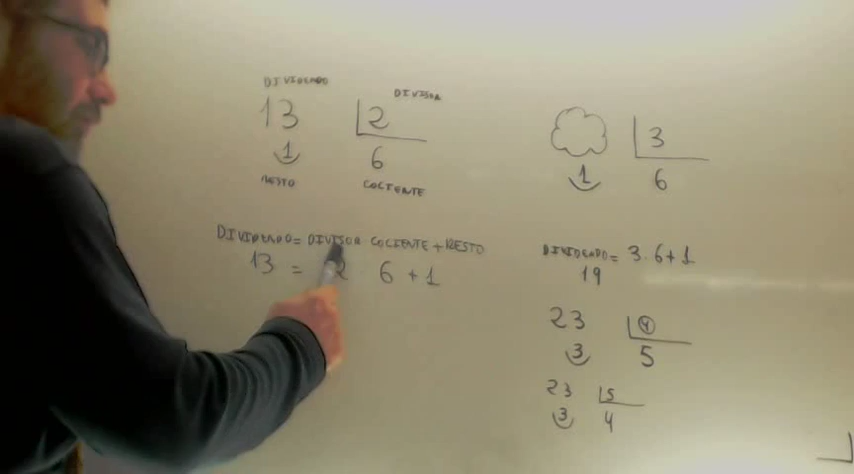 DIVIDENDO
DIVISOR
13 2
1 6
RESTO COCIENTE
DIVIDENDO= DIVISOR·COCIENTE+RESTO
13 = 2 6 +1
3
1 6
DIVIDENDO= 3·6+1
19
23 4
3 5
23 5
3 4